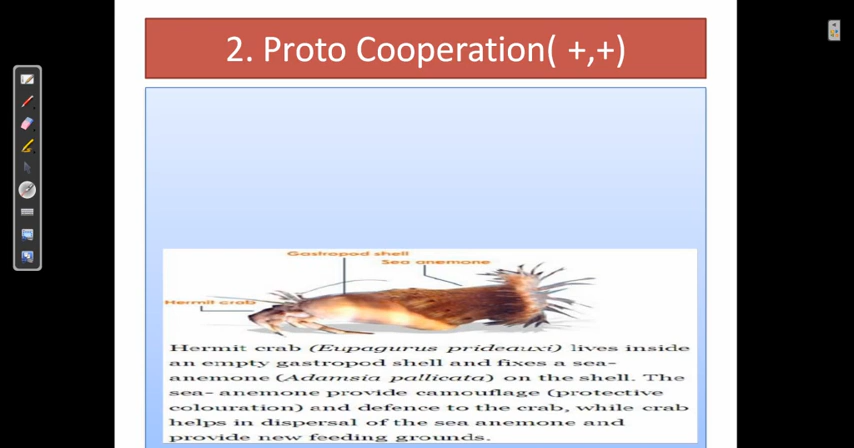 2. Proto Cooperation( +,+)
Gastropod shell
Sea anemone
Hermit crab
Hermit crab (Eupagurus prideauxi) lives inside
an empty gastropod shell and fixes a sea-
anemone (Adamsia pallicata) on the shell. The
sea- anemone provide camouflage (protective
colouration) and defence to the crab, while crab
helps in dispersal of the sea anemone and
provide new feeding grounds.